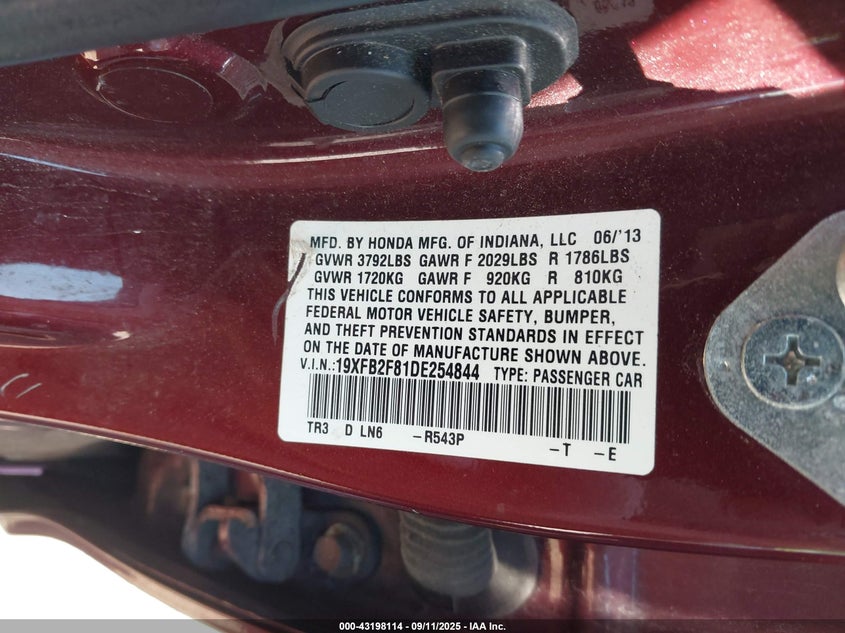 MFD. BY HONDA MFG. OF INDIANA, LLC 06/'13
GVWR 3792LBS GAWR F 2029LBS R 1786LBS
GVWR 1720KG GAWR F 920KG R 810KG
THIS VEHICLE CONFORMS TO ALL APPLICABLE
FEDERAL MOTOR VEHICLE SAFETY, BUMPER,
AND THEFT PREVENTION STANDARDS IN EFFECT
ON THE DATE OF MANUFACTURE SHOWN ABOVE.
V.I.N.:19XFB2F81DE254844 TYPE: PASSENGER CAR
TR3 D LN6 -R543P
-T -E
000-43198114 - 09/11/2025 - IAA Inc.